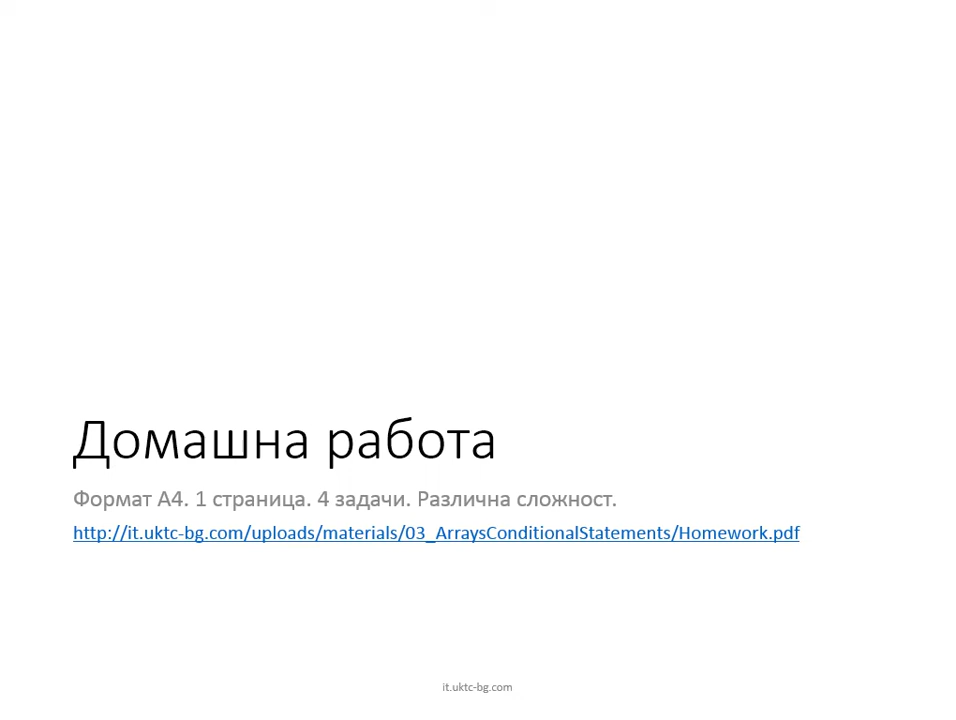 Домашна работа
Формат А4. 1 страница. 4 задачи. Различна сложност.
http://it.uktc-bg.com/uploads/materials/03_ArraysConditionalStatements/Homework.pdf
it.uktc-bg.com